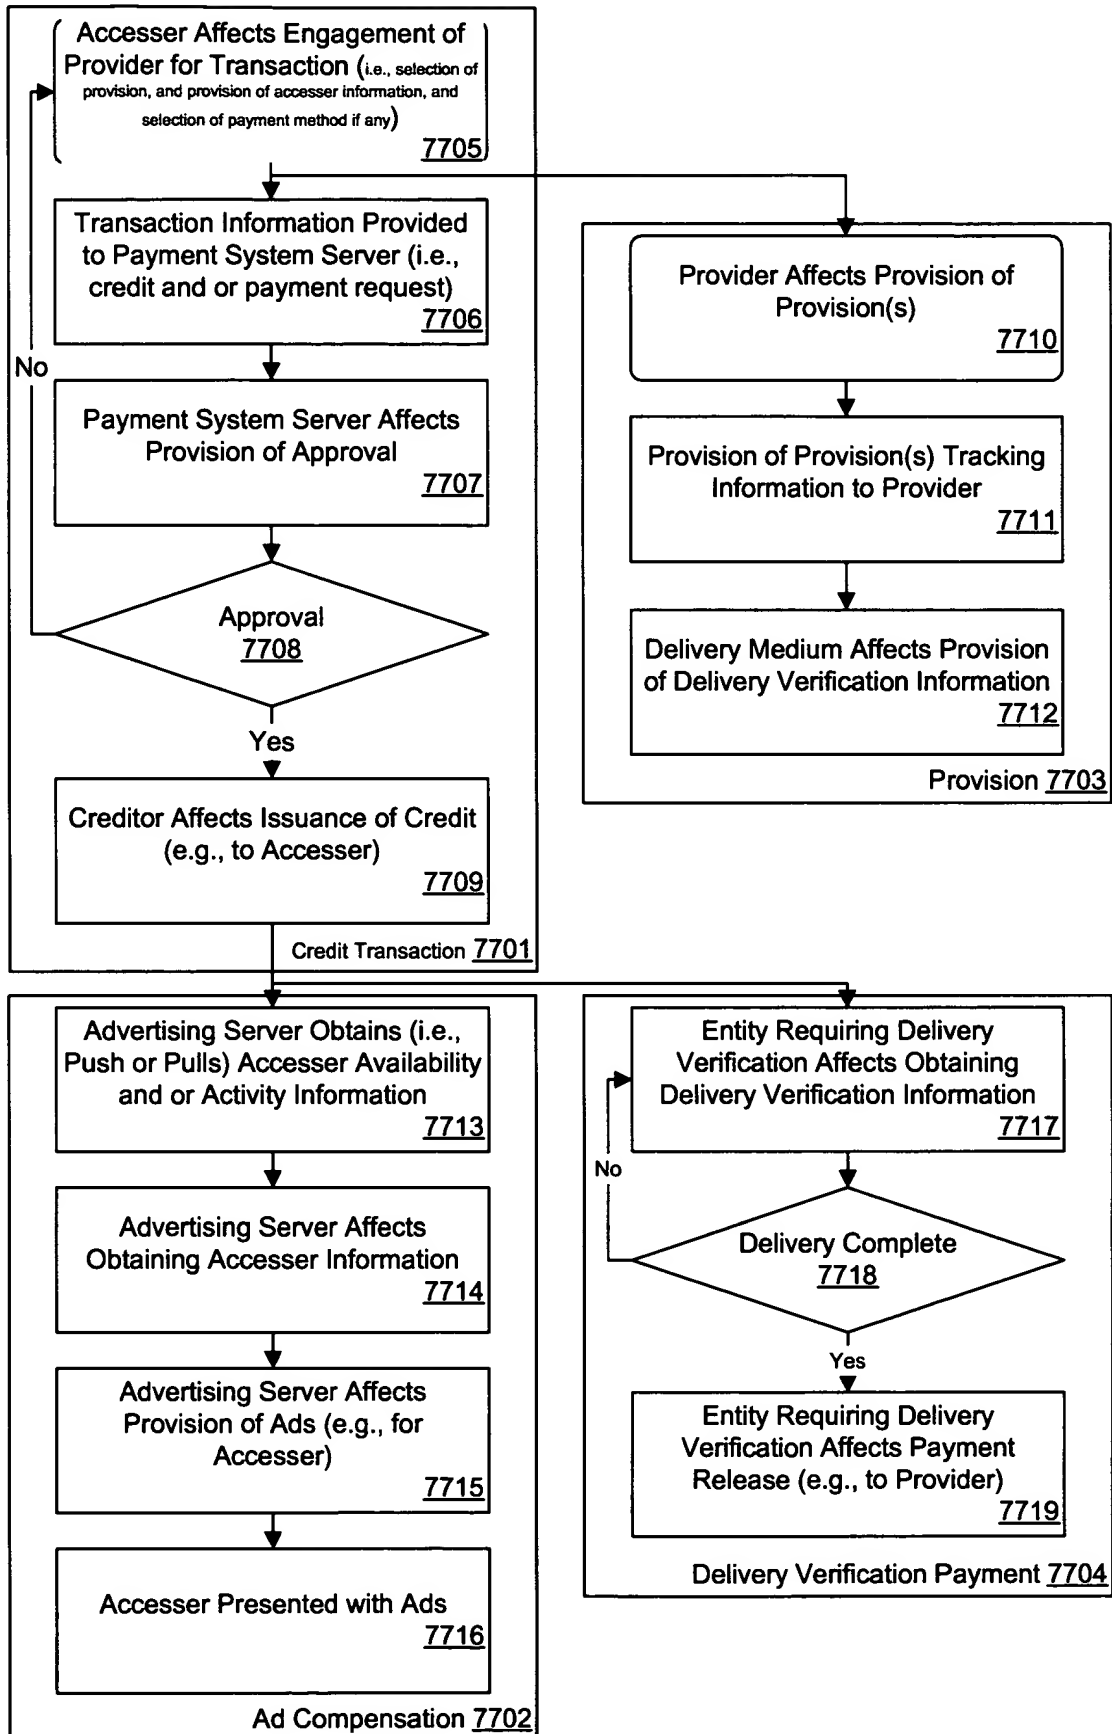 Accesser Affects Engagement of
Provider for Transaction (i.e., selection of
provision, and provision of accesser information, and
selection of payment method if any)
7705
Transaction Information Provided
to Payment System Server (i.e.,
credit and or payment request)
7706
No
Payment System Server Affects
Provision of Approval
7707
Approval
7708
Yes
Creditor Affects Issuance of Credit
(e.g., to Accesser)
7709
Credit Transaction 7701
Provider Affects Provision of
Provision(s)
7710
Provision of Provision(s) Tracking
Information to Provider
7711
Delivery Medium Affects Provision
of Delivery Verification Information
7712
Provision 7703
Advertising Server Obtains (i.e.,
Push or Pulls) Accesser Availability
and or Activity Information
7713
Advertising Server Affects
Obtaining Accesser Information
7714
Advertising Server Affects
Provision of Ads (e.g., for
Accesser)
7715
Accesser Presented with Ads
7716
Ad Compensation 7702
Entity Requiring Delivery
Verification Affects Obtaining
Delivery Verification Information
7717
No
Delivery Complete
7718
Yes
Entity Requiring Delivery
Verification Affects Payment
Release (e.g., to Provider)
7719
Delivery Verification Payment 7704